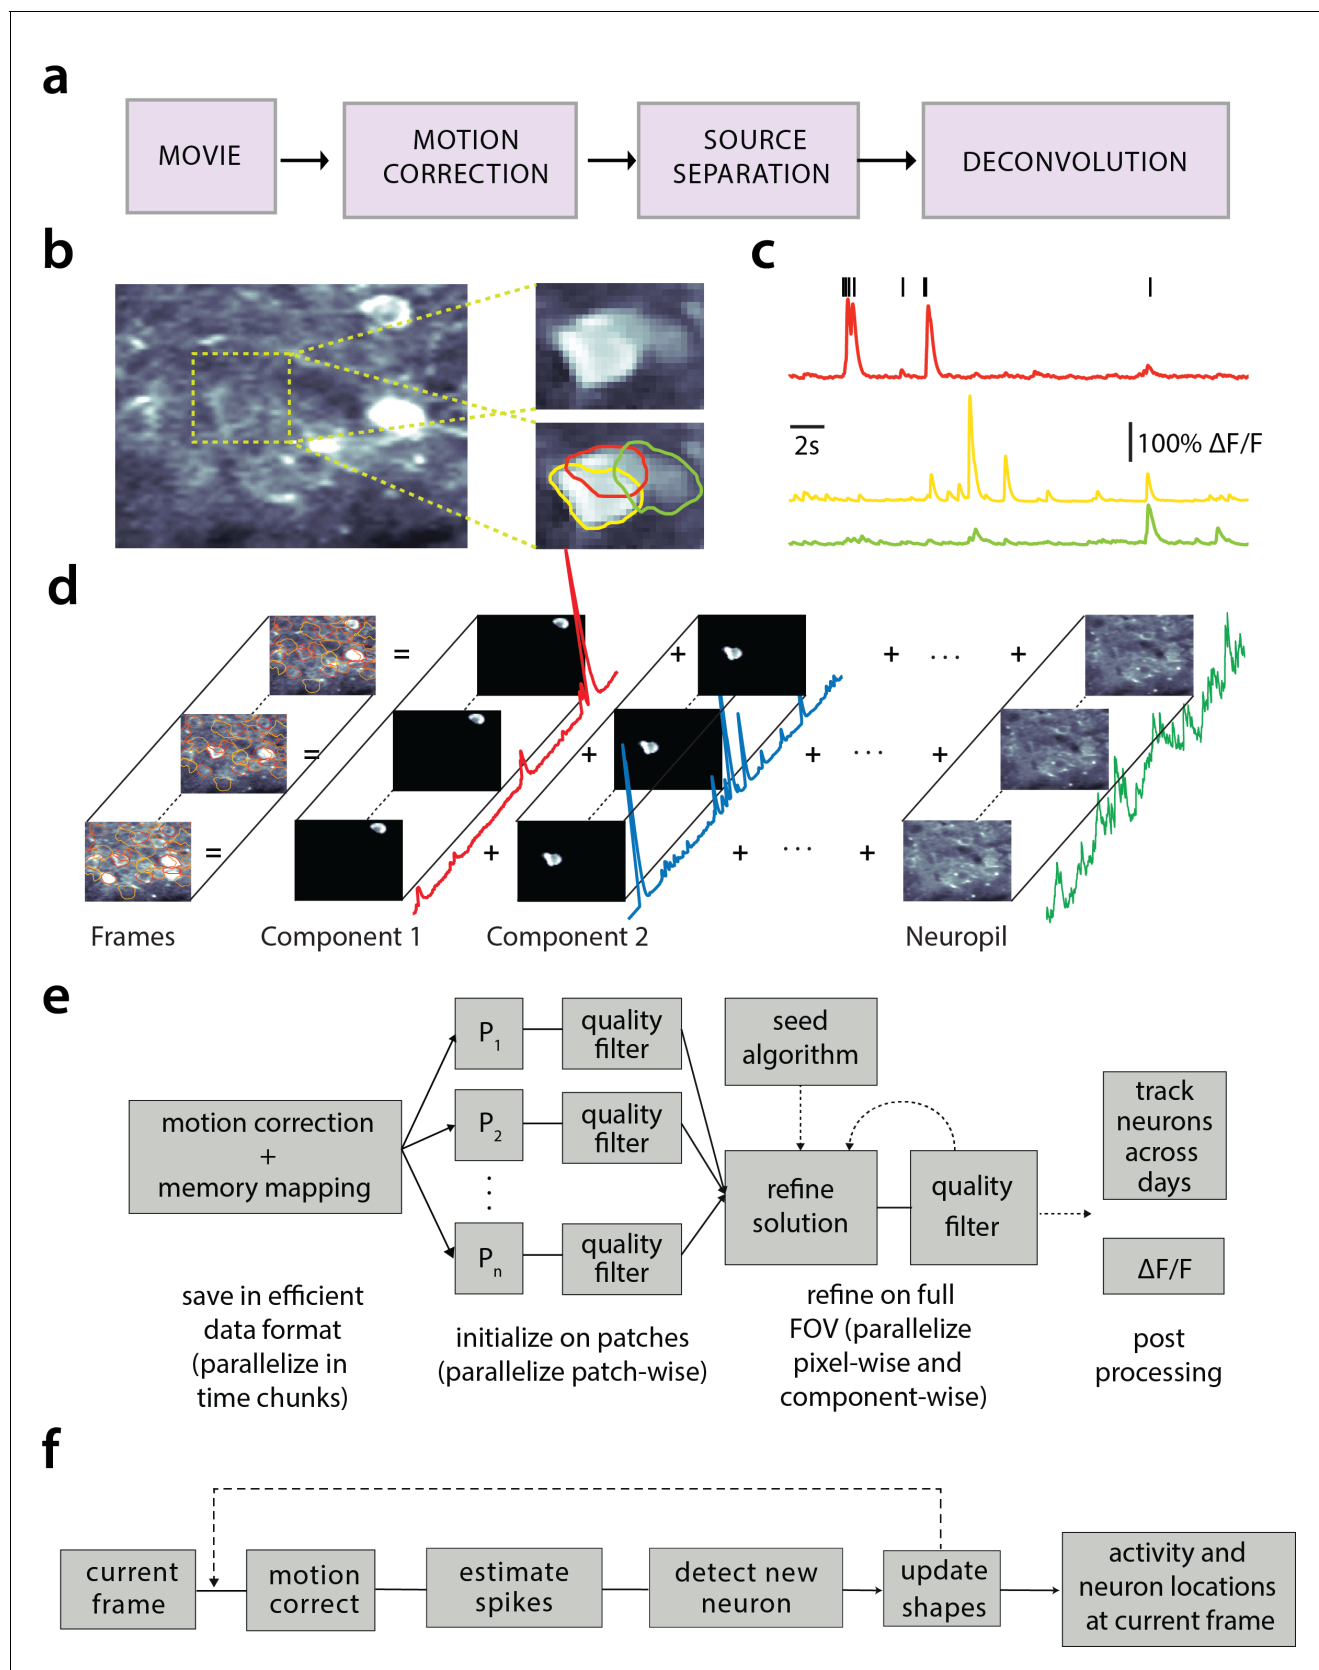 a
MOVIE
MOTION
CORRECTION
SOURCE
SEPARATION
DECONVOLUTION
b
c
2s
100% ΔF/F
d
=
+
+ ... +
=
+
+ ... +
=
+
+ ... +
Frames
Component 1
Component 2
Neuropil
e
motion correction
+
memory mapping
save in efficient
data format
(parallelize in
time chunks)
P1
quality
filter
P2
quality
filter
⋮
Pn
quality
filter
initialize on patches
(parallelize patch-wise)
seed
algorithm
refine
solution
quality
filter
refine on full
FOV (parallelize
pixel-wise and
component-wise)
track
neurons
across
days
ΔF/F
post
processing
f
current
frame
motion
correct
estimate
spikes
detect new
neuron
update
shapes
activity and
neuron locations
at current frame